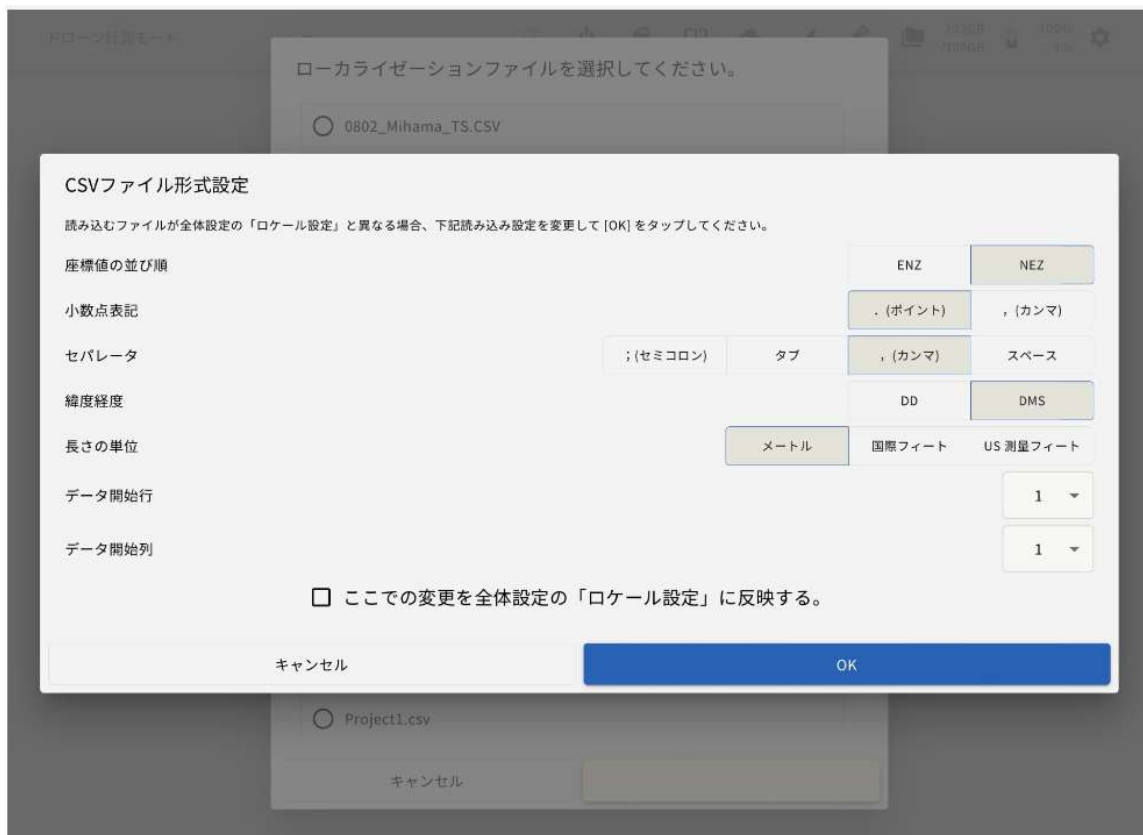 ドローン計測モード
ローカライゼーションファイルを選択してください。
0802_Mihama_TS.CSV
CSVファイル形式設定
読み込むファイルが全体設定の「ロケール設定」と異なる場合、下記読み込み設定を変更して [OK] をタップしてください。
座標値の並び順 ENZ NEZ
小数点表記 . (ポイント) , (カンマ)
セパレータ ; (セミコロン) タブ , (カンマ) スペース
緯度経度 DD DMS
長さの単位 メートル 国際フィート US 測量フィート
データ開始行 1
データ開始列 1
ここでの変更を全体設定の「ロケール設定」に反映する。
キャンセル OK
Project1.csv
キャンセル